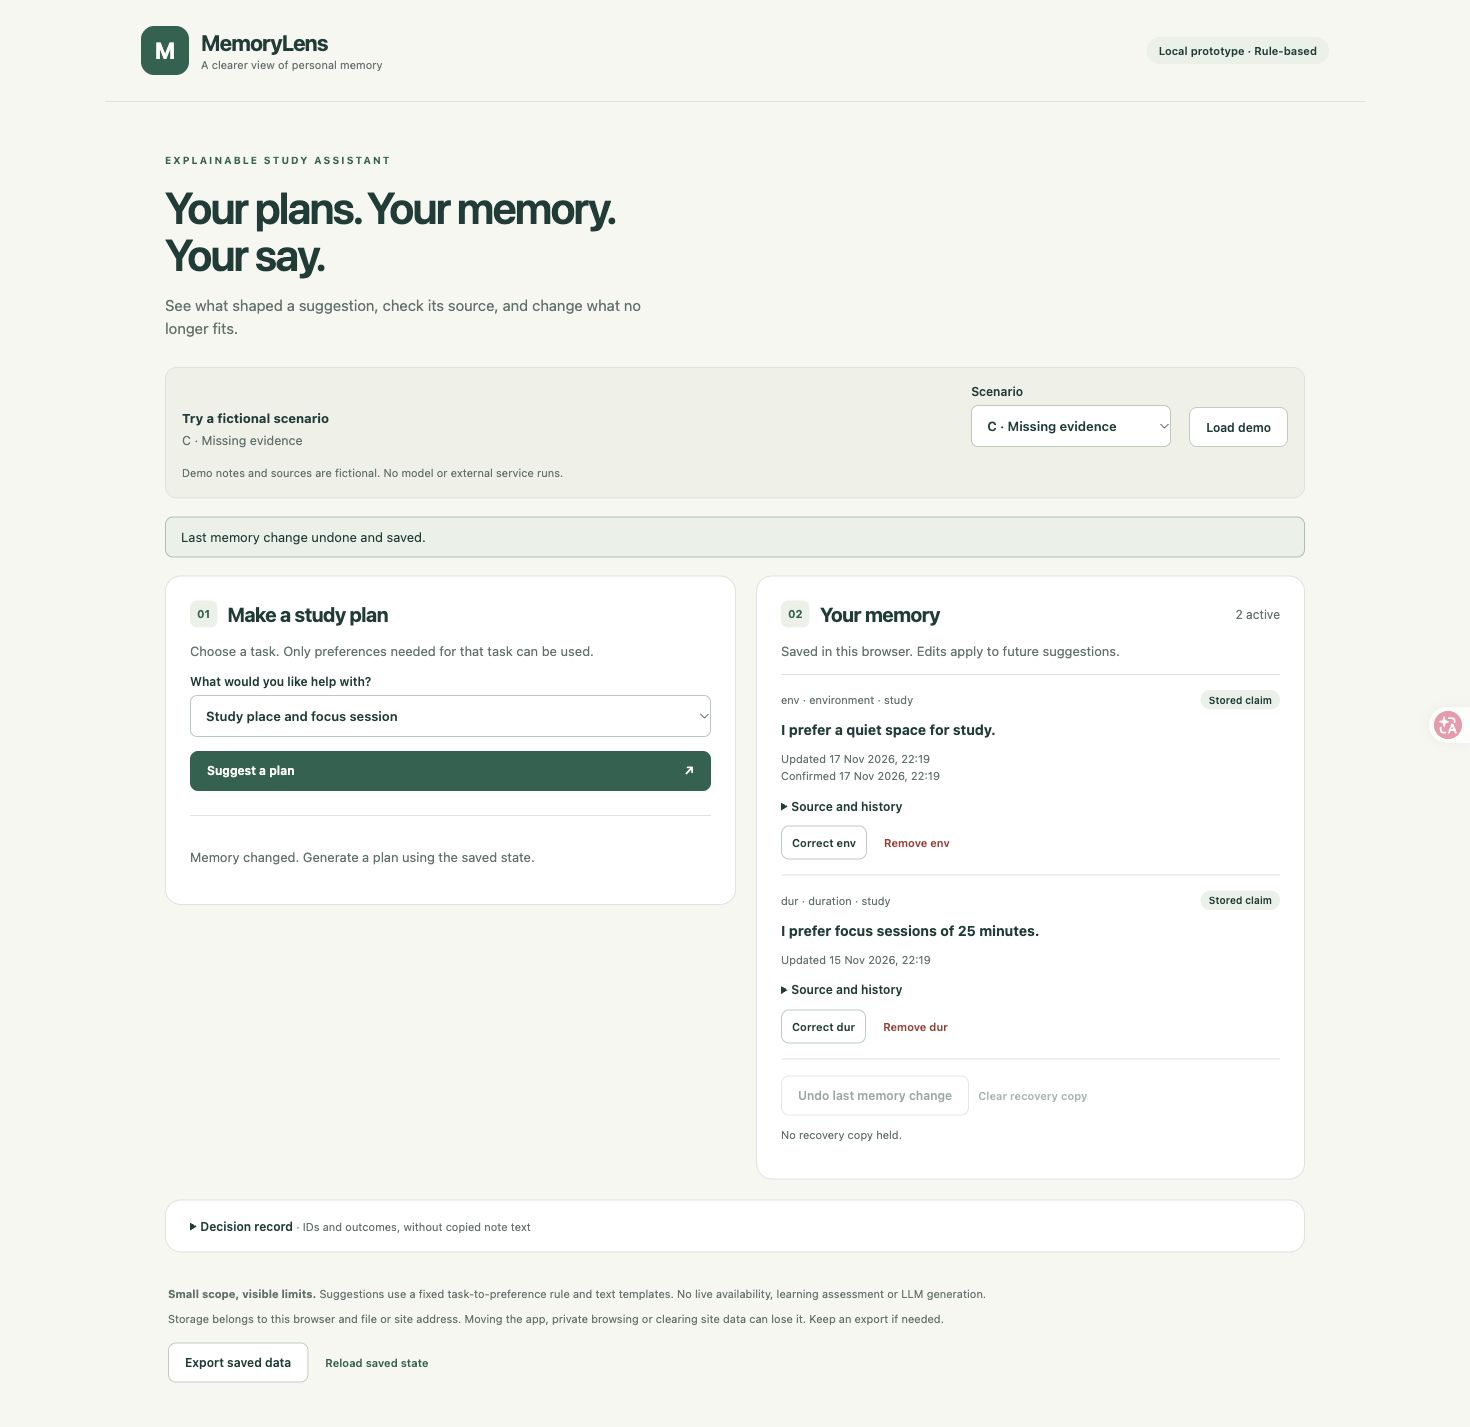 M
MemoryLens
A clearer view of personal memory
Local prototype · Rule-based
EXPLAINABLE STUDY ASSISTANT
Your plans. Your memory.
Your say.
See what shaped a suggestion, check its source, and change what no
longer fits.
Try a fictional scenario
C · Missing evidence
Demo notes and sources are fictional. No model or external service runs.
Scenario
C · Missing evidence
Load demo
Last memory change undone and saved.
01 Make a study plan
Choose a task. Only preferences needed for that task can be used.
What would you like help with?
Study place and focus session
Suggest a plan ↗
Memory changed. Generate a plan using the saved state.
02 Your memory 2 active
Saved in this browser. Edits apply to future suggestions.
env · environment · study Stored claim
I prefer a quiet space for study.
Updated 17 Nov 2026, 22:19
Confirmed 17 Nov 2026, 22:19
Source and history
Correct env Remove env
dur · duration · study Stored claim
I prefer focus sessions of 25 minutes.
Updated 15 Nov 2026, 22:19
Source and history
Correct dur Remove dur
Undo last memory change Clear recovery copy
No recovery copy held.
Decision record · IDs and outcomes, without copied note text
Small scope, visible limits. Suggestions use a fixed task-to-preference rule and text templates. No live availability, learning assessment or LLM generation.
Storage belongs to this browser and file or site address. Moving the app, private browsing or clearing site data can lose it. Keep an export if needed.
Export saved data Reload saved state